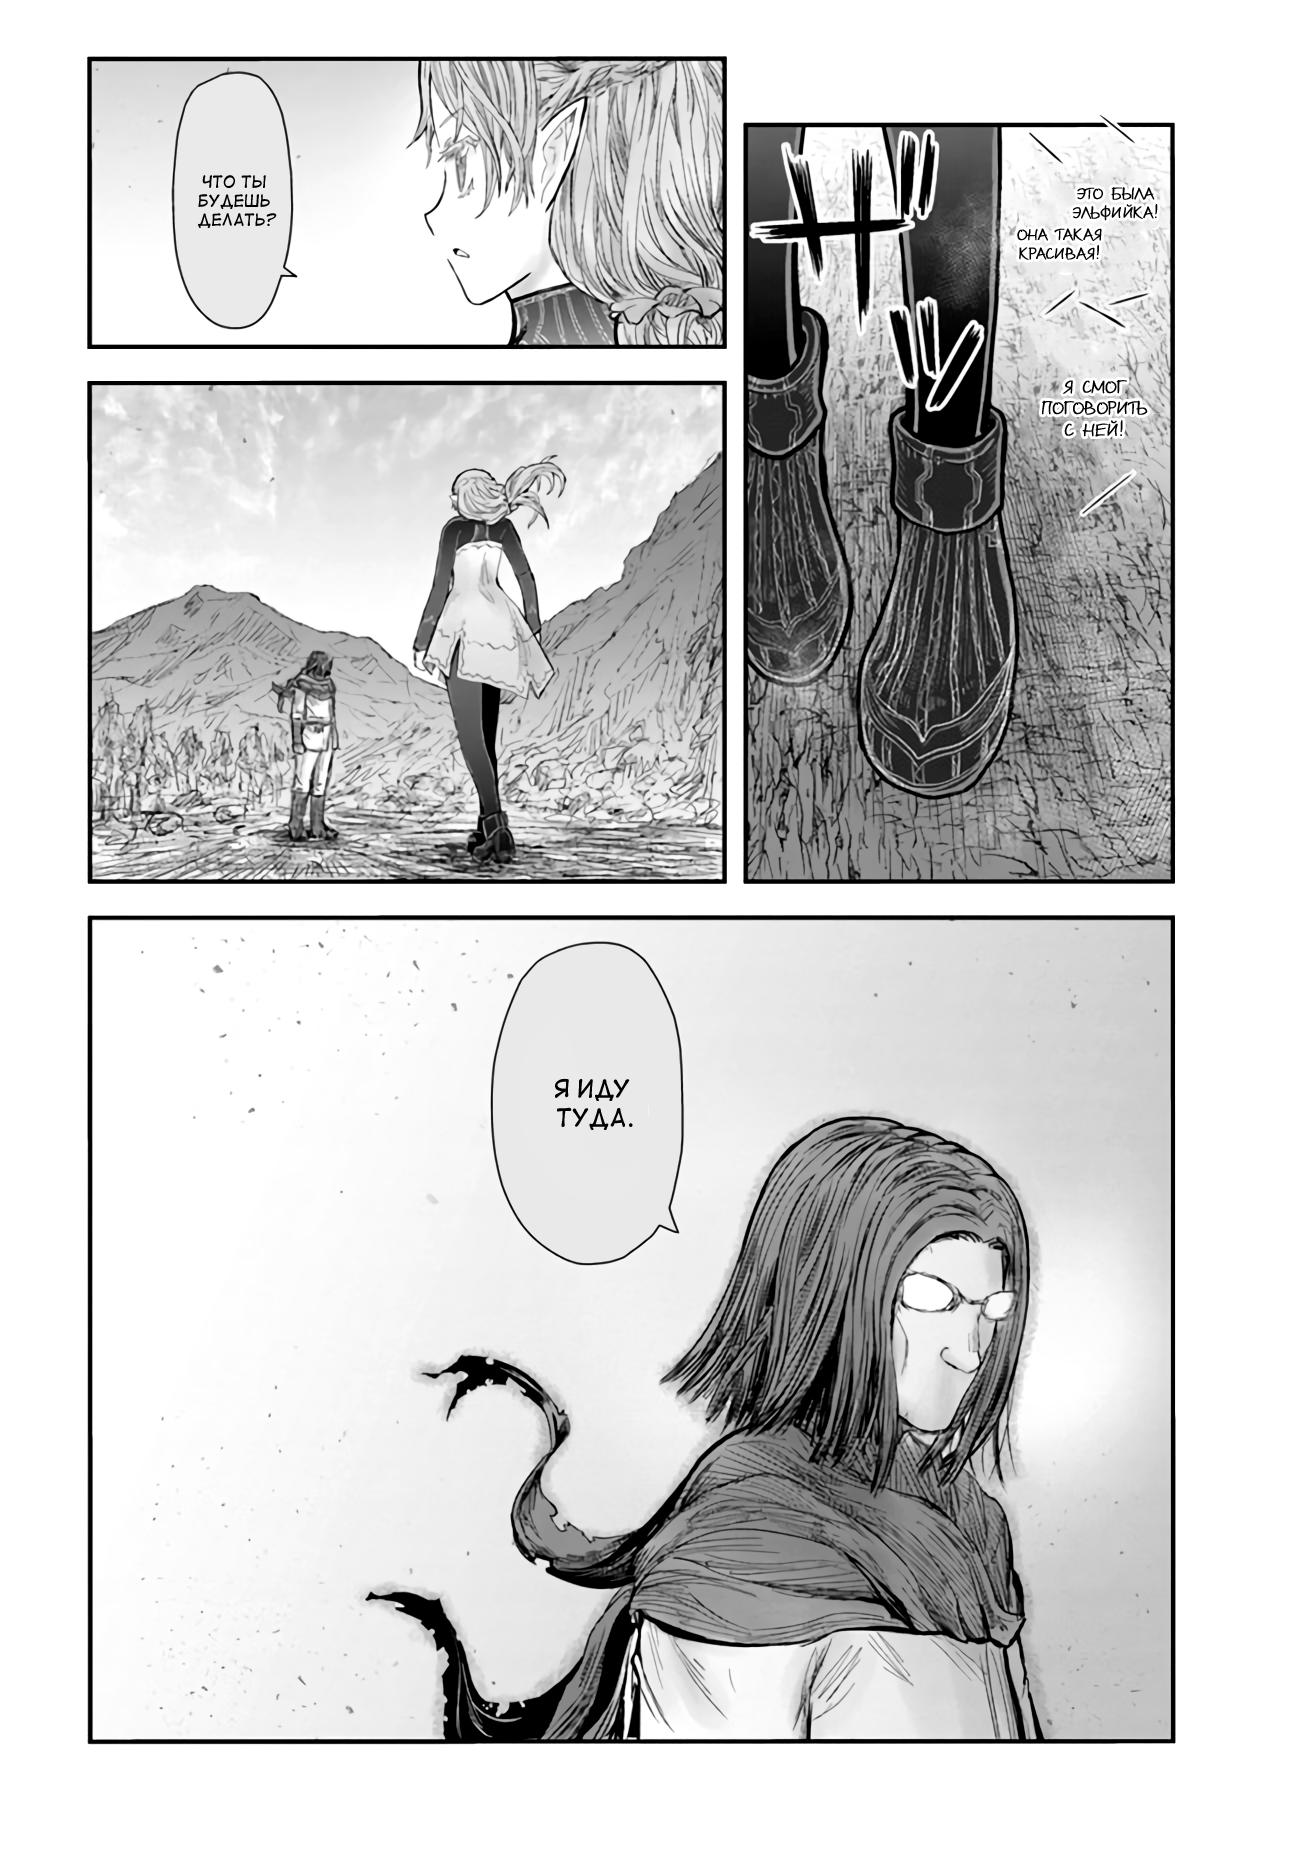 ЭТО БЫЛА
ЭЛЬФИЙКА!
ОНА ТАКАЯ
КРАСИВАЯ!
Я СМОГ
ПОГОВОРИТЬ
С НЕЙ!
ЧТО ТЫ
БУДЕШЬ
ДЕЛАТЬ?
Я ИДУ
ТУДА.